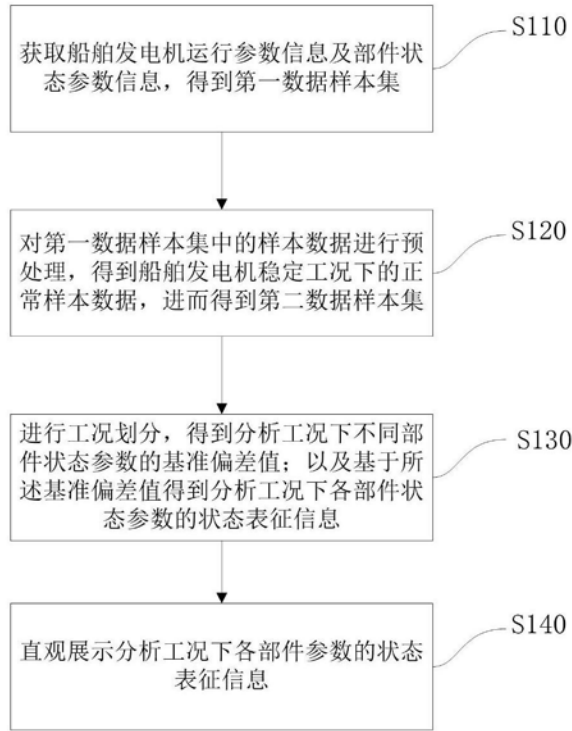 S110
获取船舶发电机运行参数信息及部件状
态参数信息，得到第一数据样本集
S120
对第一数据样本集中的样本数据进行预
处理，得到船舶发电机稳定工况下的正
常样本数据，进而得到第二数据样本集
S130
进行工况划分，得到分析工况下不同部
件状态参数的基准偏差值；以及基于所
述基准偏差值得到分析工况下各部件状
态参数的状态表征信息
S140
直观展示分析工况下各部件参数的状态
表征信息